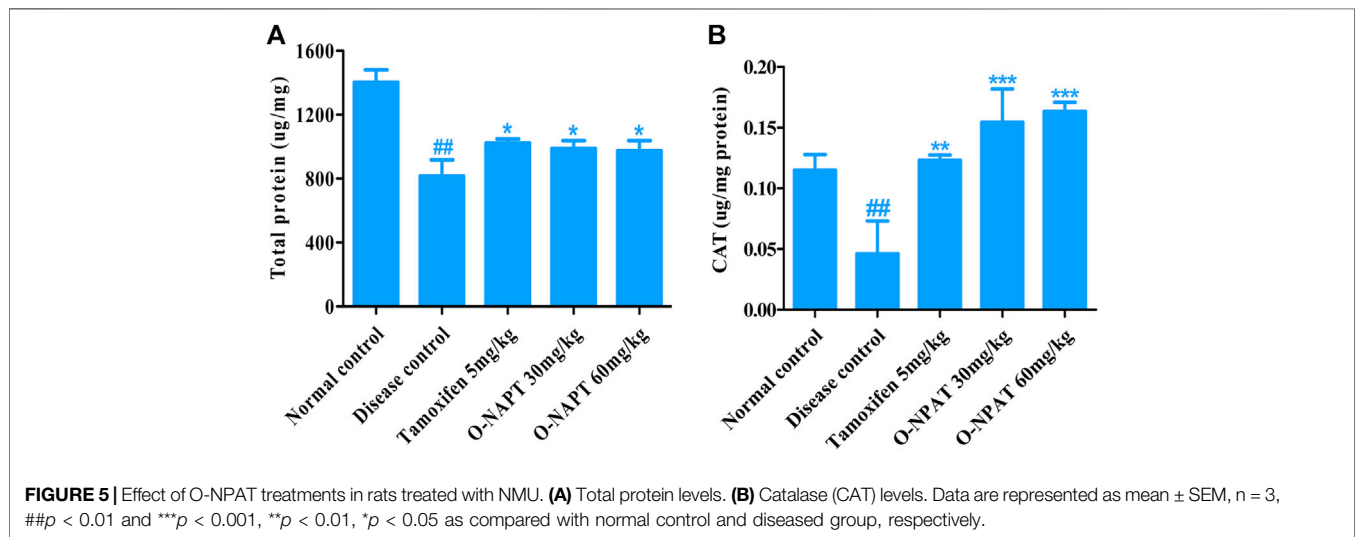 A
1600
1200
800
400
0
Total protein (ug/mg)
##
*
*
*
Normal control
Disease control
Tamoxifen 5mg/kg
O-NAPT 30mg/kg
O-NAPT 60mg/kg
B
0.20
0.15
0.10
0.05
0.00
CAT (ug/mg protein)
##
**
***
***
Normal control
Disease control
Tamoxifen 5mg/kg
O-NPAT 30mg/kg
O-NPAT 60mg/kg
FIGURE 5 | Effect of O-NPAT treatments in rats treated with NMU. (A) Total protein levels. (B) Catalase (CAT) levels. Data are represented as mean ± SEM, n = 3,
##p < 0.01 and ***p < 0.001, **p < 0.01, *p < 0.05 as compared with normal control and diseased group, respectively.